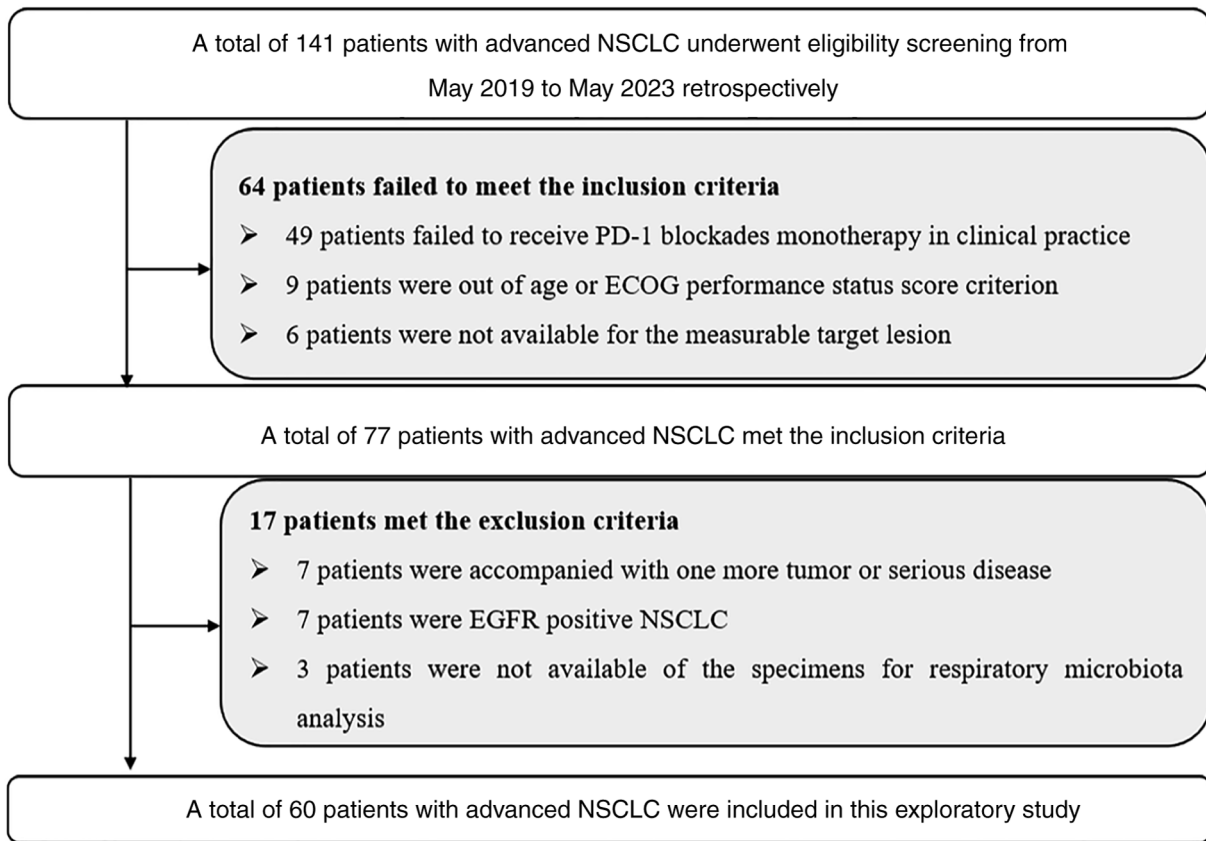 A total of 141 patients with advanced NSCLC underwent eligibility screening from
May 2019 to May 2023 retrospectively
64 patients failed to meet the inclusion criteria
➢ 49 patients failed to receive PD-1 blockades monotherapy in clinical practice
➢ 9 patients were out of age or ECOG performance status score criterion
➢ 6 patients were not available for the measurable target lesion
A total of 77 patients with advanced NSCLC met the inclusion criteria
17 patients met the exclusion criteria
➢ 7 patients were accompanied with one more tumor or serious disease
➢ 7 patients were EGFR positive NSCLC
➢ 3 patients were not available of the specimens for respiratory microbiota
analysis
A total of 60 patients with advanced NSCLC were included in this exploratory study